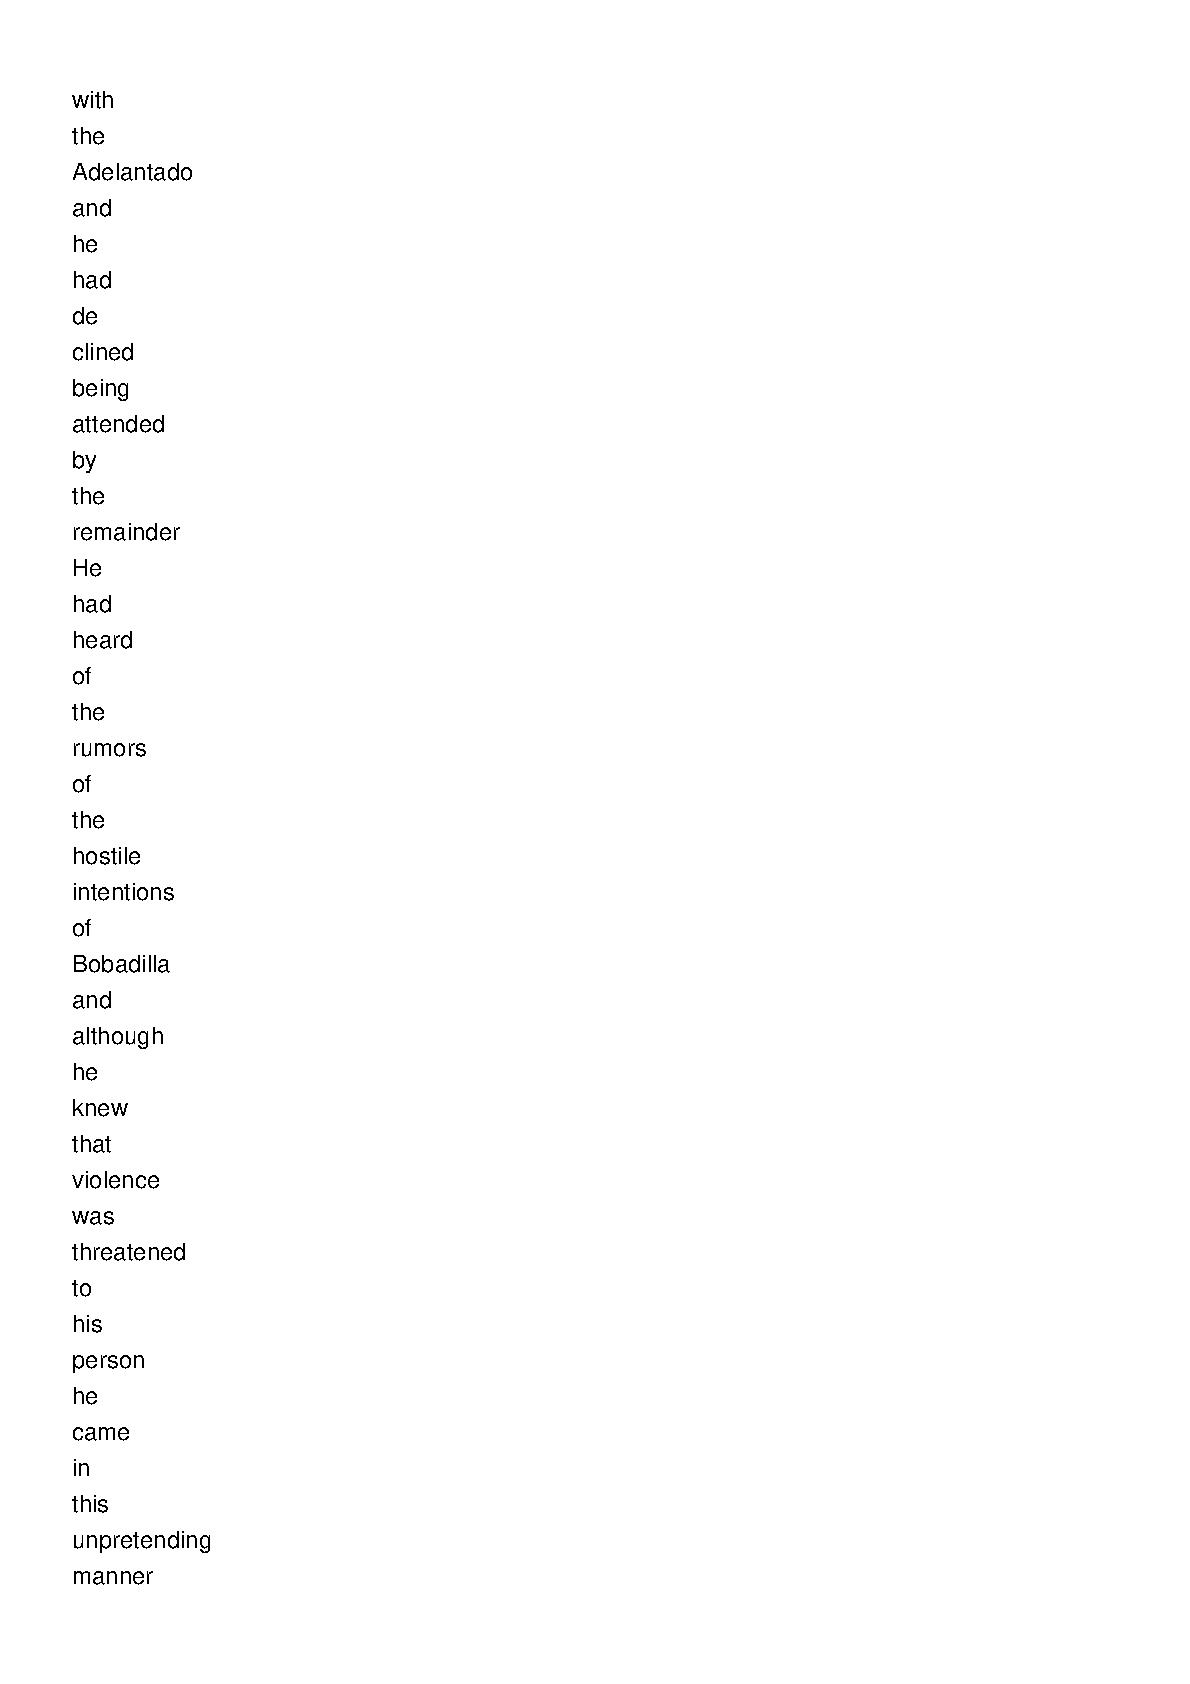 with
the
Adelantado
and
he
had
de
clined
being
attended
by
the
remainder
He
had
heard
of
the
rumors
of
the
hostile
intentions
of
Bobadilla
and
although
he
knew
that
violence
was
threatened
to
his
person
he
came
in
this
unpretending
manner